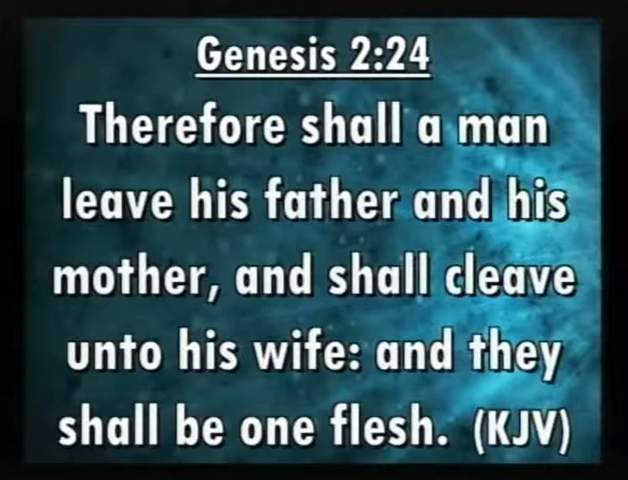 Genesis 2:24
Therefore shall a man
leave his father and his
mother, and shall cleave
unto his wife: and they
shall be one flesh. (KJV)